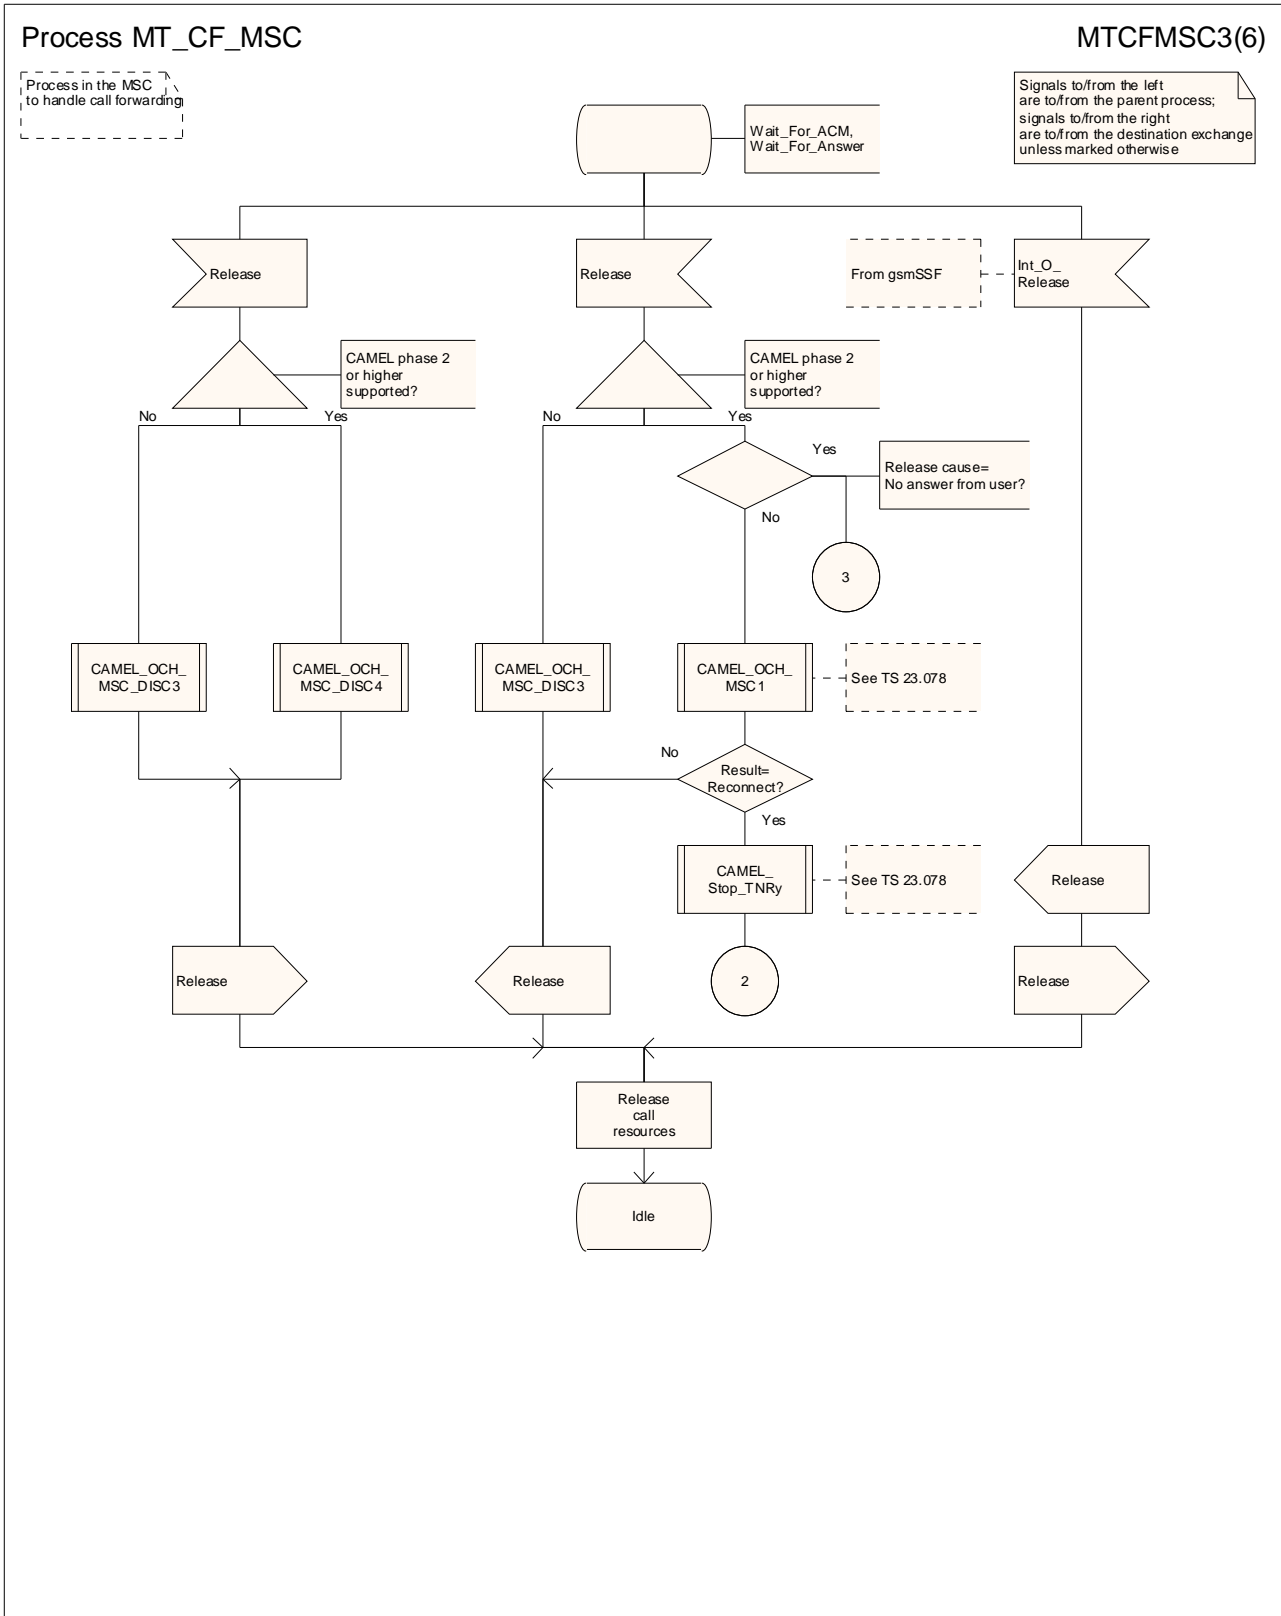 Process MT_CF_MSC
MTCFMSC3(6)
Process in the MSC
to handle call forwarding
Signals to/from the left
are to/from the parent process;
signals to/from the right
are to/from the destination exchange
unless marked otherwise
Wait_For_ACM,
Wait_For_Answer
Release
Release
From gsmSSF
Int_O_
Release
CAMEL phase 2
or higher
supported?
CAMEL phase 2
or higher
supported?
No
Yes
No
Yes
Yes
Release cause=
No answer from user?
No
3
CAMEL_OCH_
MSC_DISC3
CAMEL_OCH_
MSC_DISC4
CAMEL_OCH_
MSC_DISC3
CAMEL_OCH_
MSC1
See TS 23.078
No
Result=
Reconnect?
Yes
CAMEL_
Stop_TNRy
See TS 23.078
Release
Release
Release
2
Release
Release
call
resources
Idle